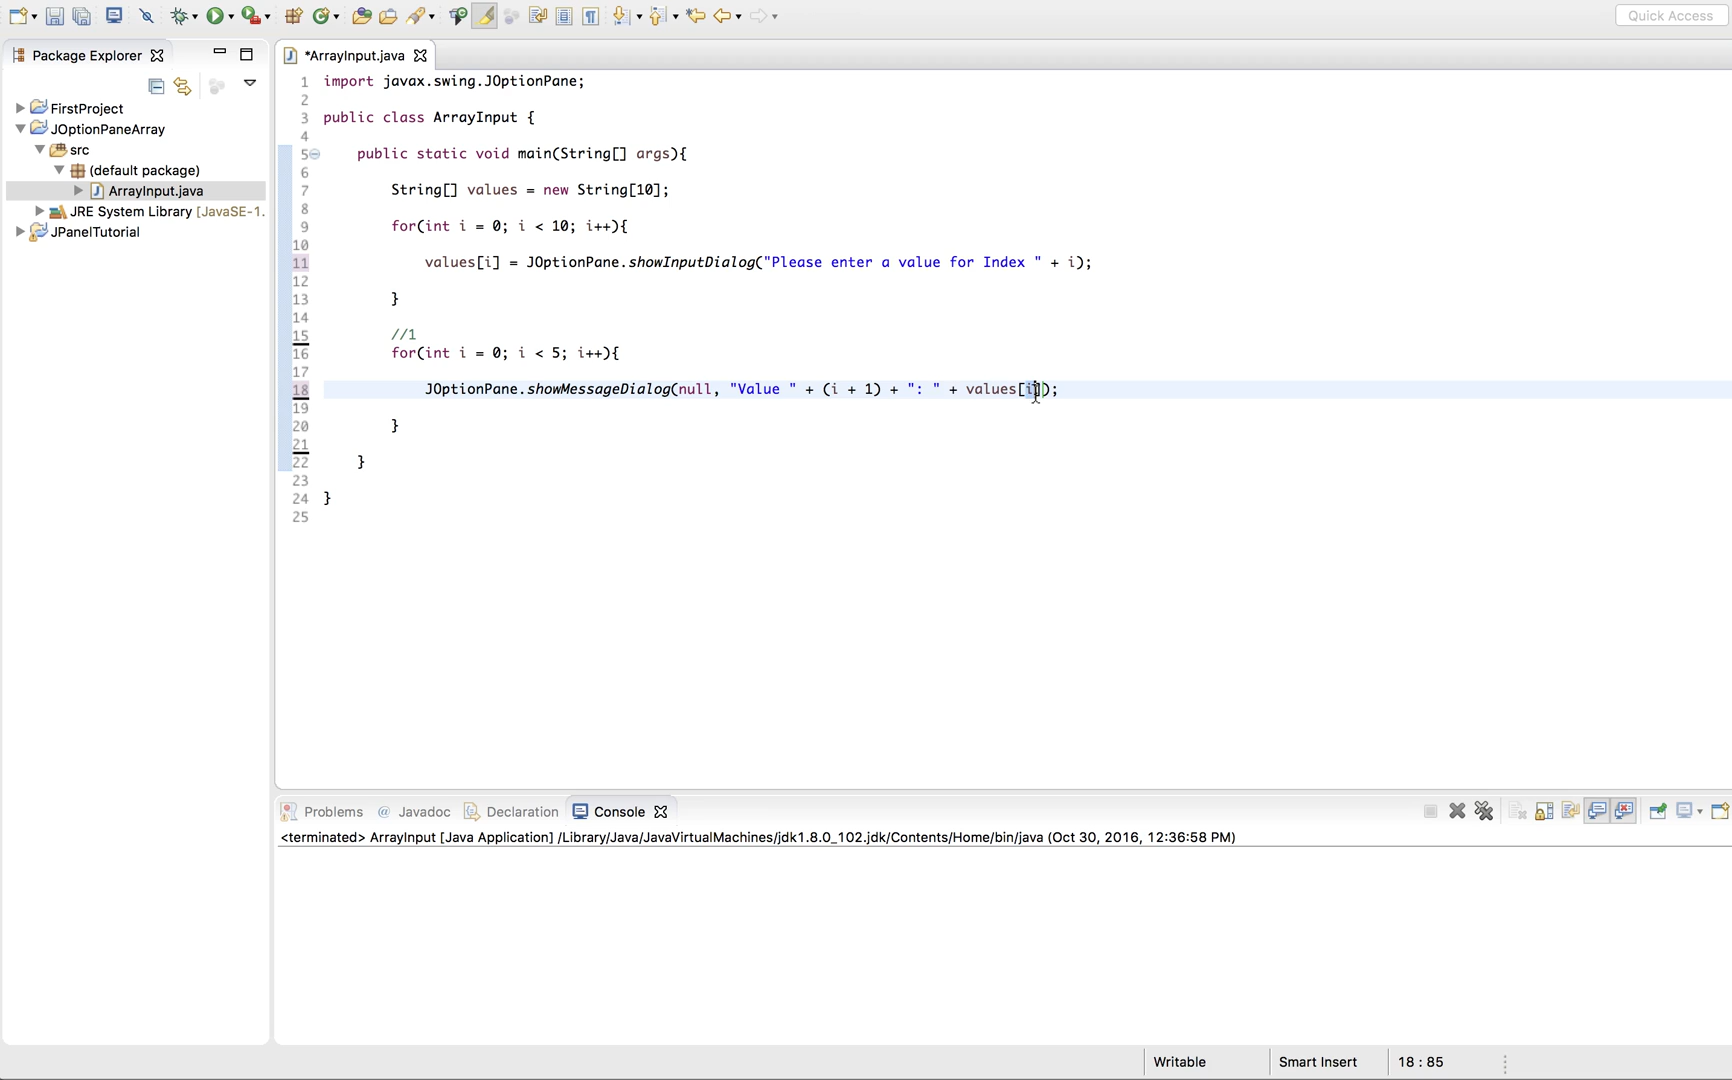 Quick Access
Package Explorer
*ArrayInput.java
FirstProject
JOptionPaneArray
src
(default package)
ArrayInput.java
JRE System Library [JavaSE-1.
JPanelTutorial
1 import javax.swing.JOptionPane;
2
3 public class ArrayInput {
4
5 public static void main(String[] args){
6
7 String[] values = new String[10];
8
9 for(int i = 0; i < 10; i++){
10
11 values[i] = JOptionPane.showInputDialog("Please enter a value for Index " + i);
12
13 }
14
15 //1
16 for(int i = 0; i < 5; i++){
17
18 JOptionPane.showMessageDialog(null, "Value " + (i + 1) + ": " + values[i]);
19
20 }
21
22 }
23
24 }
25
Problems @ Javadoc Declaration Console
<terminated> ArrayInput [Java Application] /Library/Java/JavaVirtualMachines/jdk1.8.0_102.jdk/Contents/Home/bin/java (Oct 30, 2016, 12:36:58 PM)
Writable Smart Insert 18 : 85